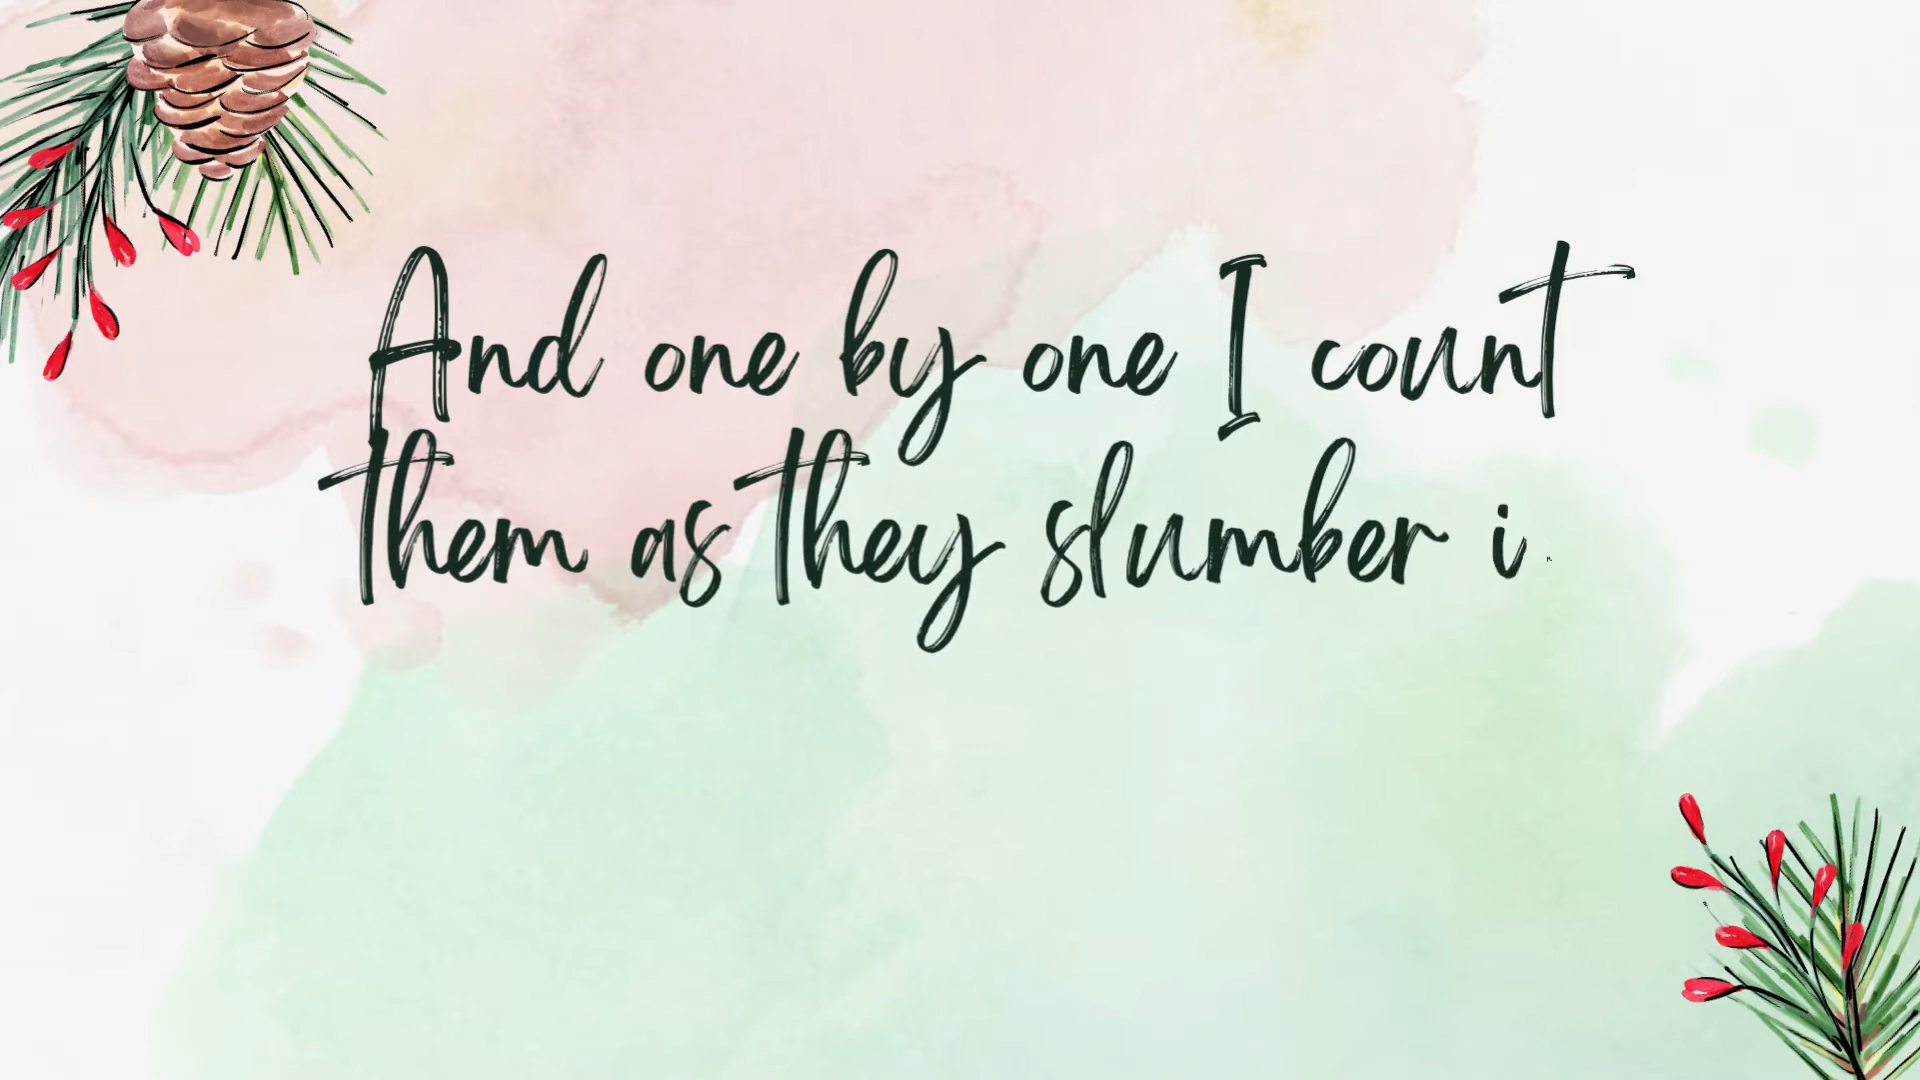 And one by one I count
them as they slumber i